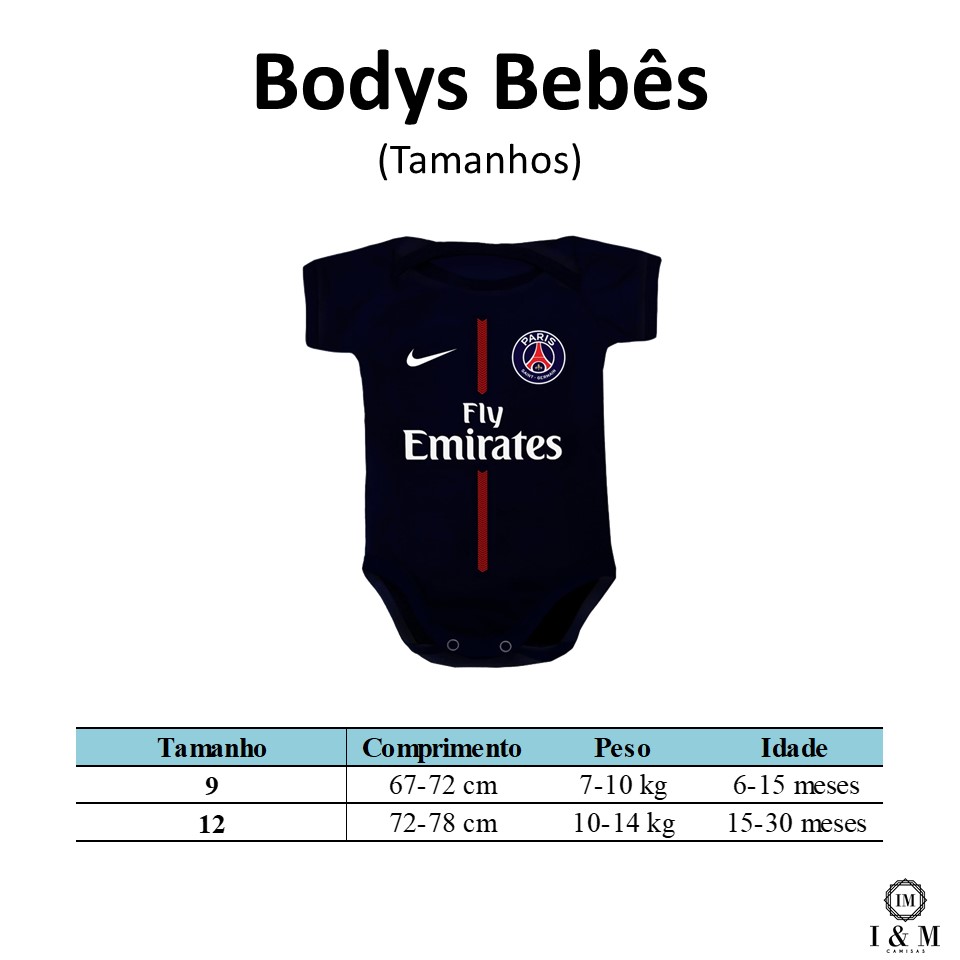 Bodys Bebês
(Tamanhos)
PARIS
SAINT-GERMAIN
Fly
Emirates
Tamanho Comprimento Peso Idade
9 67-72 cm 7-10 kg 6-15 meses
12 72-78 cm 10-14 kg 15-30 meses
IM
I & M
CAMISAS